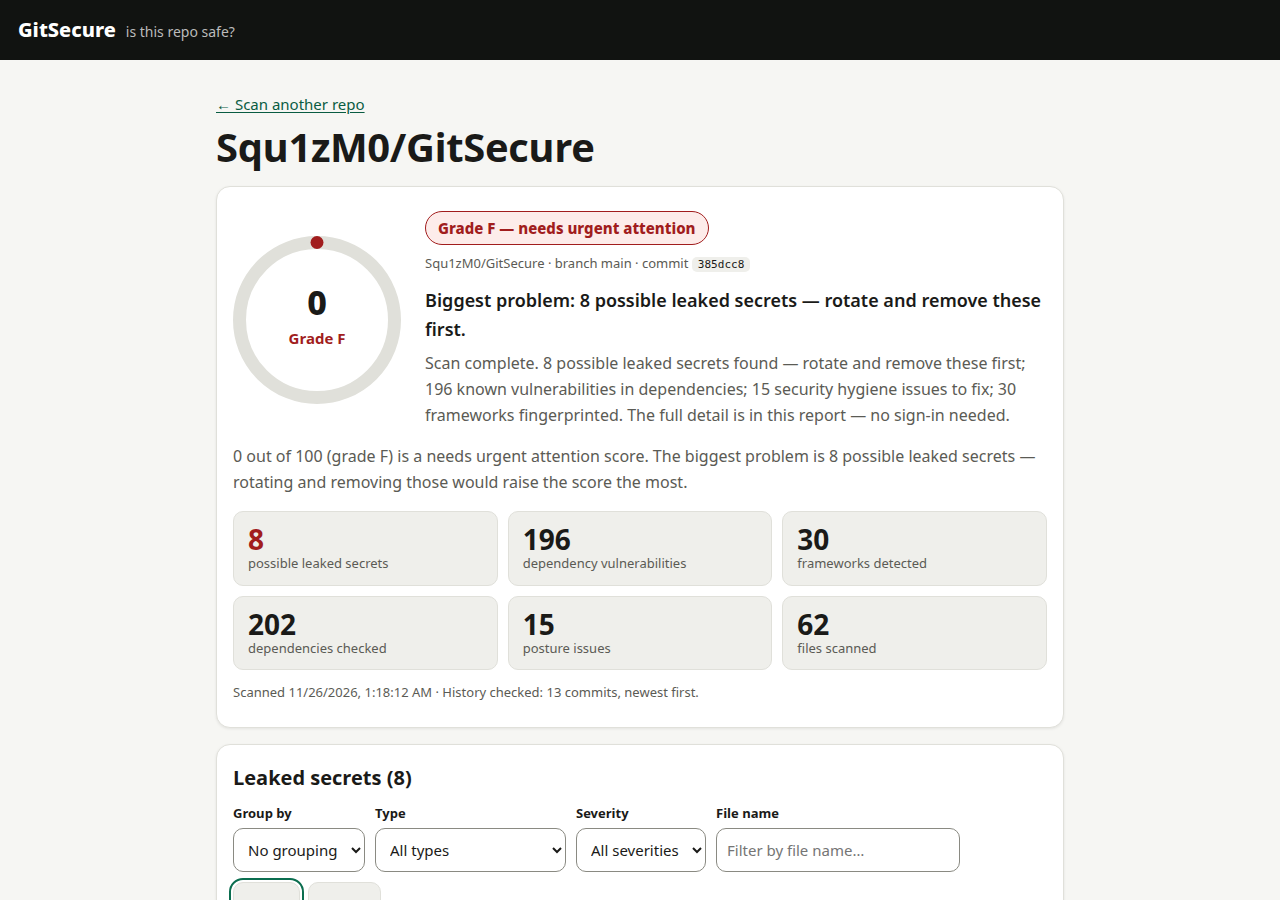 GitSecure is this repo safe?
← Scan another repo
Squ1zM0/GitSecure
0
Grade F
Grade F — needs urgent attention
Squ1zM0/GitSecure · branch main · commit 385dcc8
Biggest problem: 8 possible leaked secrets — rotate and remove these
first.
Scan complete. 8 possible leaked secrets found — rotate and remove these first;
196 known vulnerabilities in dependencies; 15 security hygiene issues to fix; 30
frameworks fingerprinted. The full detail is in this report — no sign-in needed.
0 out of 100 (grade F) is a needs urgent attention score. The biggest problem is 8 possible leaked secrets —
rotating and removing those would raise the score the most.
8
possible leaked secrets
196
dependency vulnerabilities
30
frameworks detected
202
dependencies checked
15
posture issues
62
files scanned
Scanned 11/26/2026, 1:18:12 AM · History checked: 13 commits, newest first.
Leaked secrets (8)
Group by
No grouping
Type
All types
Severity
All severities
File name
Filter by file name...